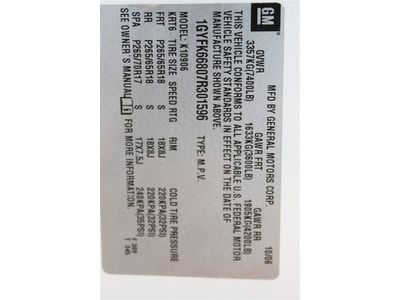 GM
MFD BY GENERAL MOTORS CORP. 10/06
GVWR GAWR FRT GAWR RR
3357KG(7400LB) 1633KG(3600LB) 1905KG(4200LB)
THIS VEHICLE CONFORMS TO ALL APPLICABLE U.S. FEDERAL MOTOR
VEHICLE SAFETY STANDARDS IN EFFECT ON THE DATE OF
MANUFACTURE SHOWN ABOVE.
1GYFK66807R301596 TYPE: M.P.V.
MODEL: K10906
KRT6 TIRE SIZE SPEED RTG RIM COLD TIRE PRESSURE
FRT P265/65R18 S 18X8J 220KPA(32PSI)
RR P265/65R18 S 18X8J 220KPA(32PSI)
SPA P265/70R17 S 17X7.5J 240KPA(35PSI)
SEE OWNER'S MANUAL FOR MORE INFORMATION. F 309
T 345